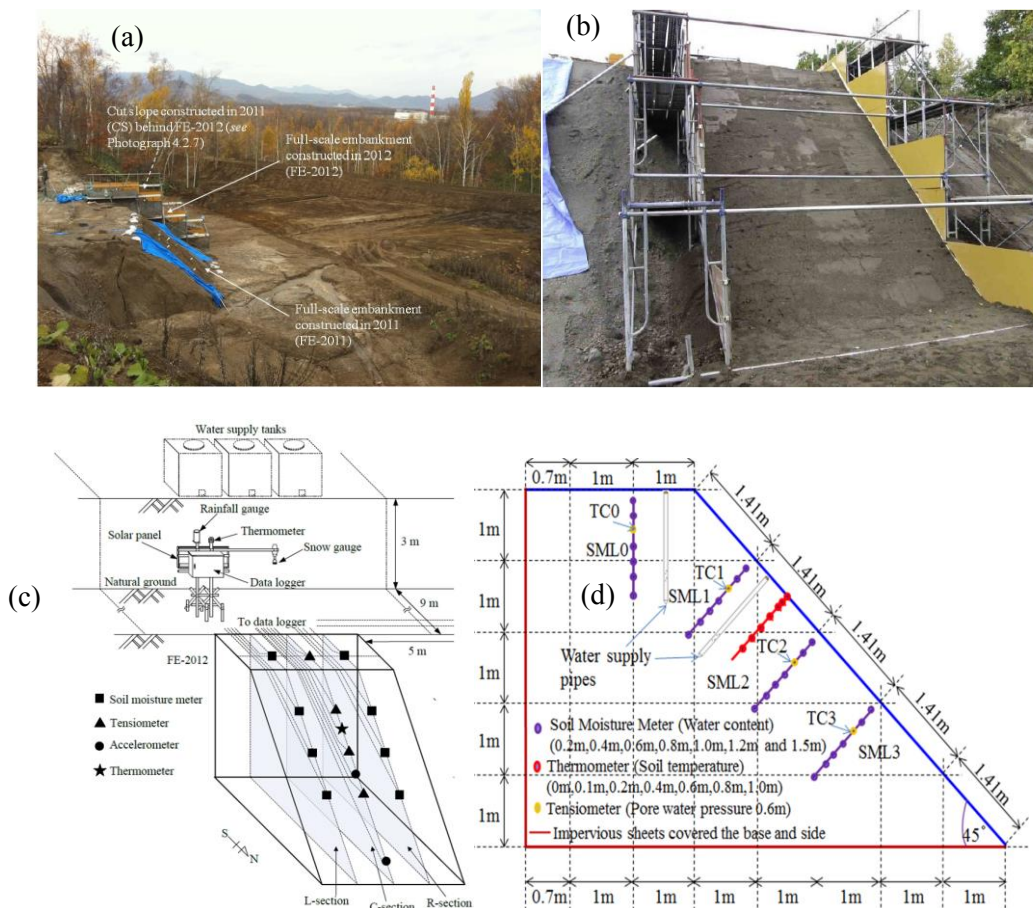 (a)
Cut slope constructed in 2011
(CS) behind FE-2012 (see
Photograph 4.2.7)
Full-scale embankment
constructed in 2012
(FE-2012)
Full-scale embankment
constructed in 2011
(FE-2011)
(b)
(c)
Water supply tanks
Rainfall gauge
Thermometer
Solar panel
Snow gauge
3 m
Natural ground
Data logger
9 m
To data logger
5 m
FE-2012
Soil moisture meter
Tensiometer
Accelerometer
Thermometer
S
N
L-section
C-section
R-section
(d)
0.7m 1m 1m
1.41m
1.41m
1.41m
1.41m
1.41m
1m
1m
1m
1m
1m
TC0
SML0
TC1
SML1
Water supply
pipes
TC2
SML2
TC3
SML3
Soil Moisture Meter (Water content)
(0.2m,0.4m,0.6m,0.8m,1.0m,1.2m and 1.5m)
Thermometer (Soil temperature)
(0m,0.1m,0.2m,0.4m,0.6m,0.8m,1.0m)
Tensiometer (Pore water pressure 0.6m)
Impervious sheets covered the base and side
45°
0.7m 1m 1m 1m 1m 1m 1m 1m